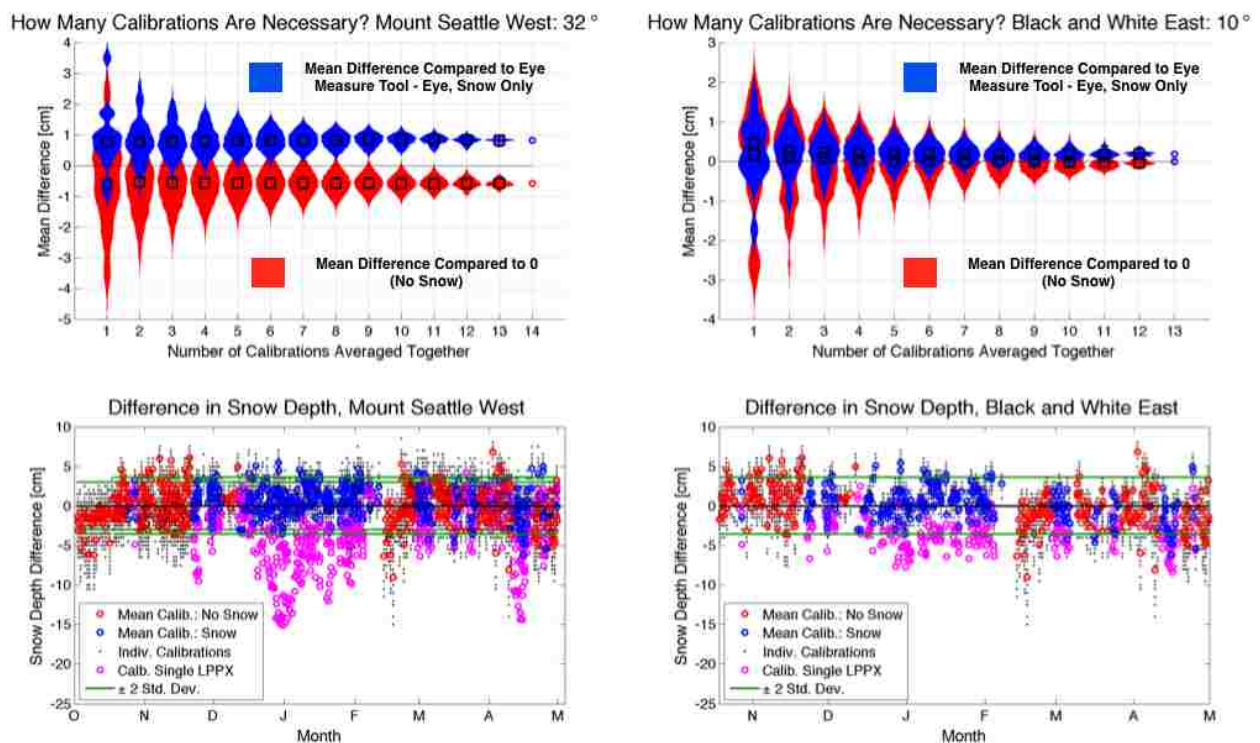 How Many Calibrations Are Necessary? Mount Seattle West: 32 °
4
3
2
1
0
-1
-2
-3
-4
-5
Mean Difference [cm]
Mean Difference Compared to Eye
Measure Tool - Eye, Snow Only
Mean Difference Compared to 0
(No Snow)
1 2 3 4 5 6 7 8 9 10 11 12 13 14
Number of Calibrations Averaged Together
How Many Calibrations Are Necessary? Black and White East: 10 °
3
2
1
0
-1
-2
-3
-4
Mean Difference [cm]
Mean Difference Compared to Eye
Measure Tool - Eye, Snow Only
Mean Difference Compared to 0
(No Snow)
1 2 3 4 5 6 7 8 9 10 11 12 13
Number of Calibrations Averaged Together
Difference in Snow Depth, Mount Seattle West
10
5
0
-5
-10
-15
-20
-25
Snow Depth Difference [cm]
Mean Calib.: No Snow
Mean Calib.: Snow
Indiv. Calibrations
Calib. Single LPPX
± 2 Std. Dev.
O N D J F M A M
Month
Difference in Snow Depth, Black and White East
10
5
0
-5
-10
-15
-20
-25
Snow Depth Difference [cm]
Mean Calib.: No Snow
Mean Calib.: Snow
Indiv. Calibrations
Calib. Single LPPX
± 2 Std. Dev.
N D J F M A M
Month